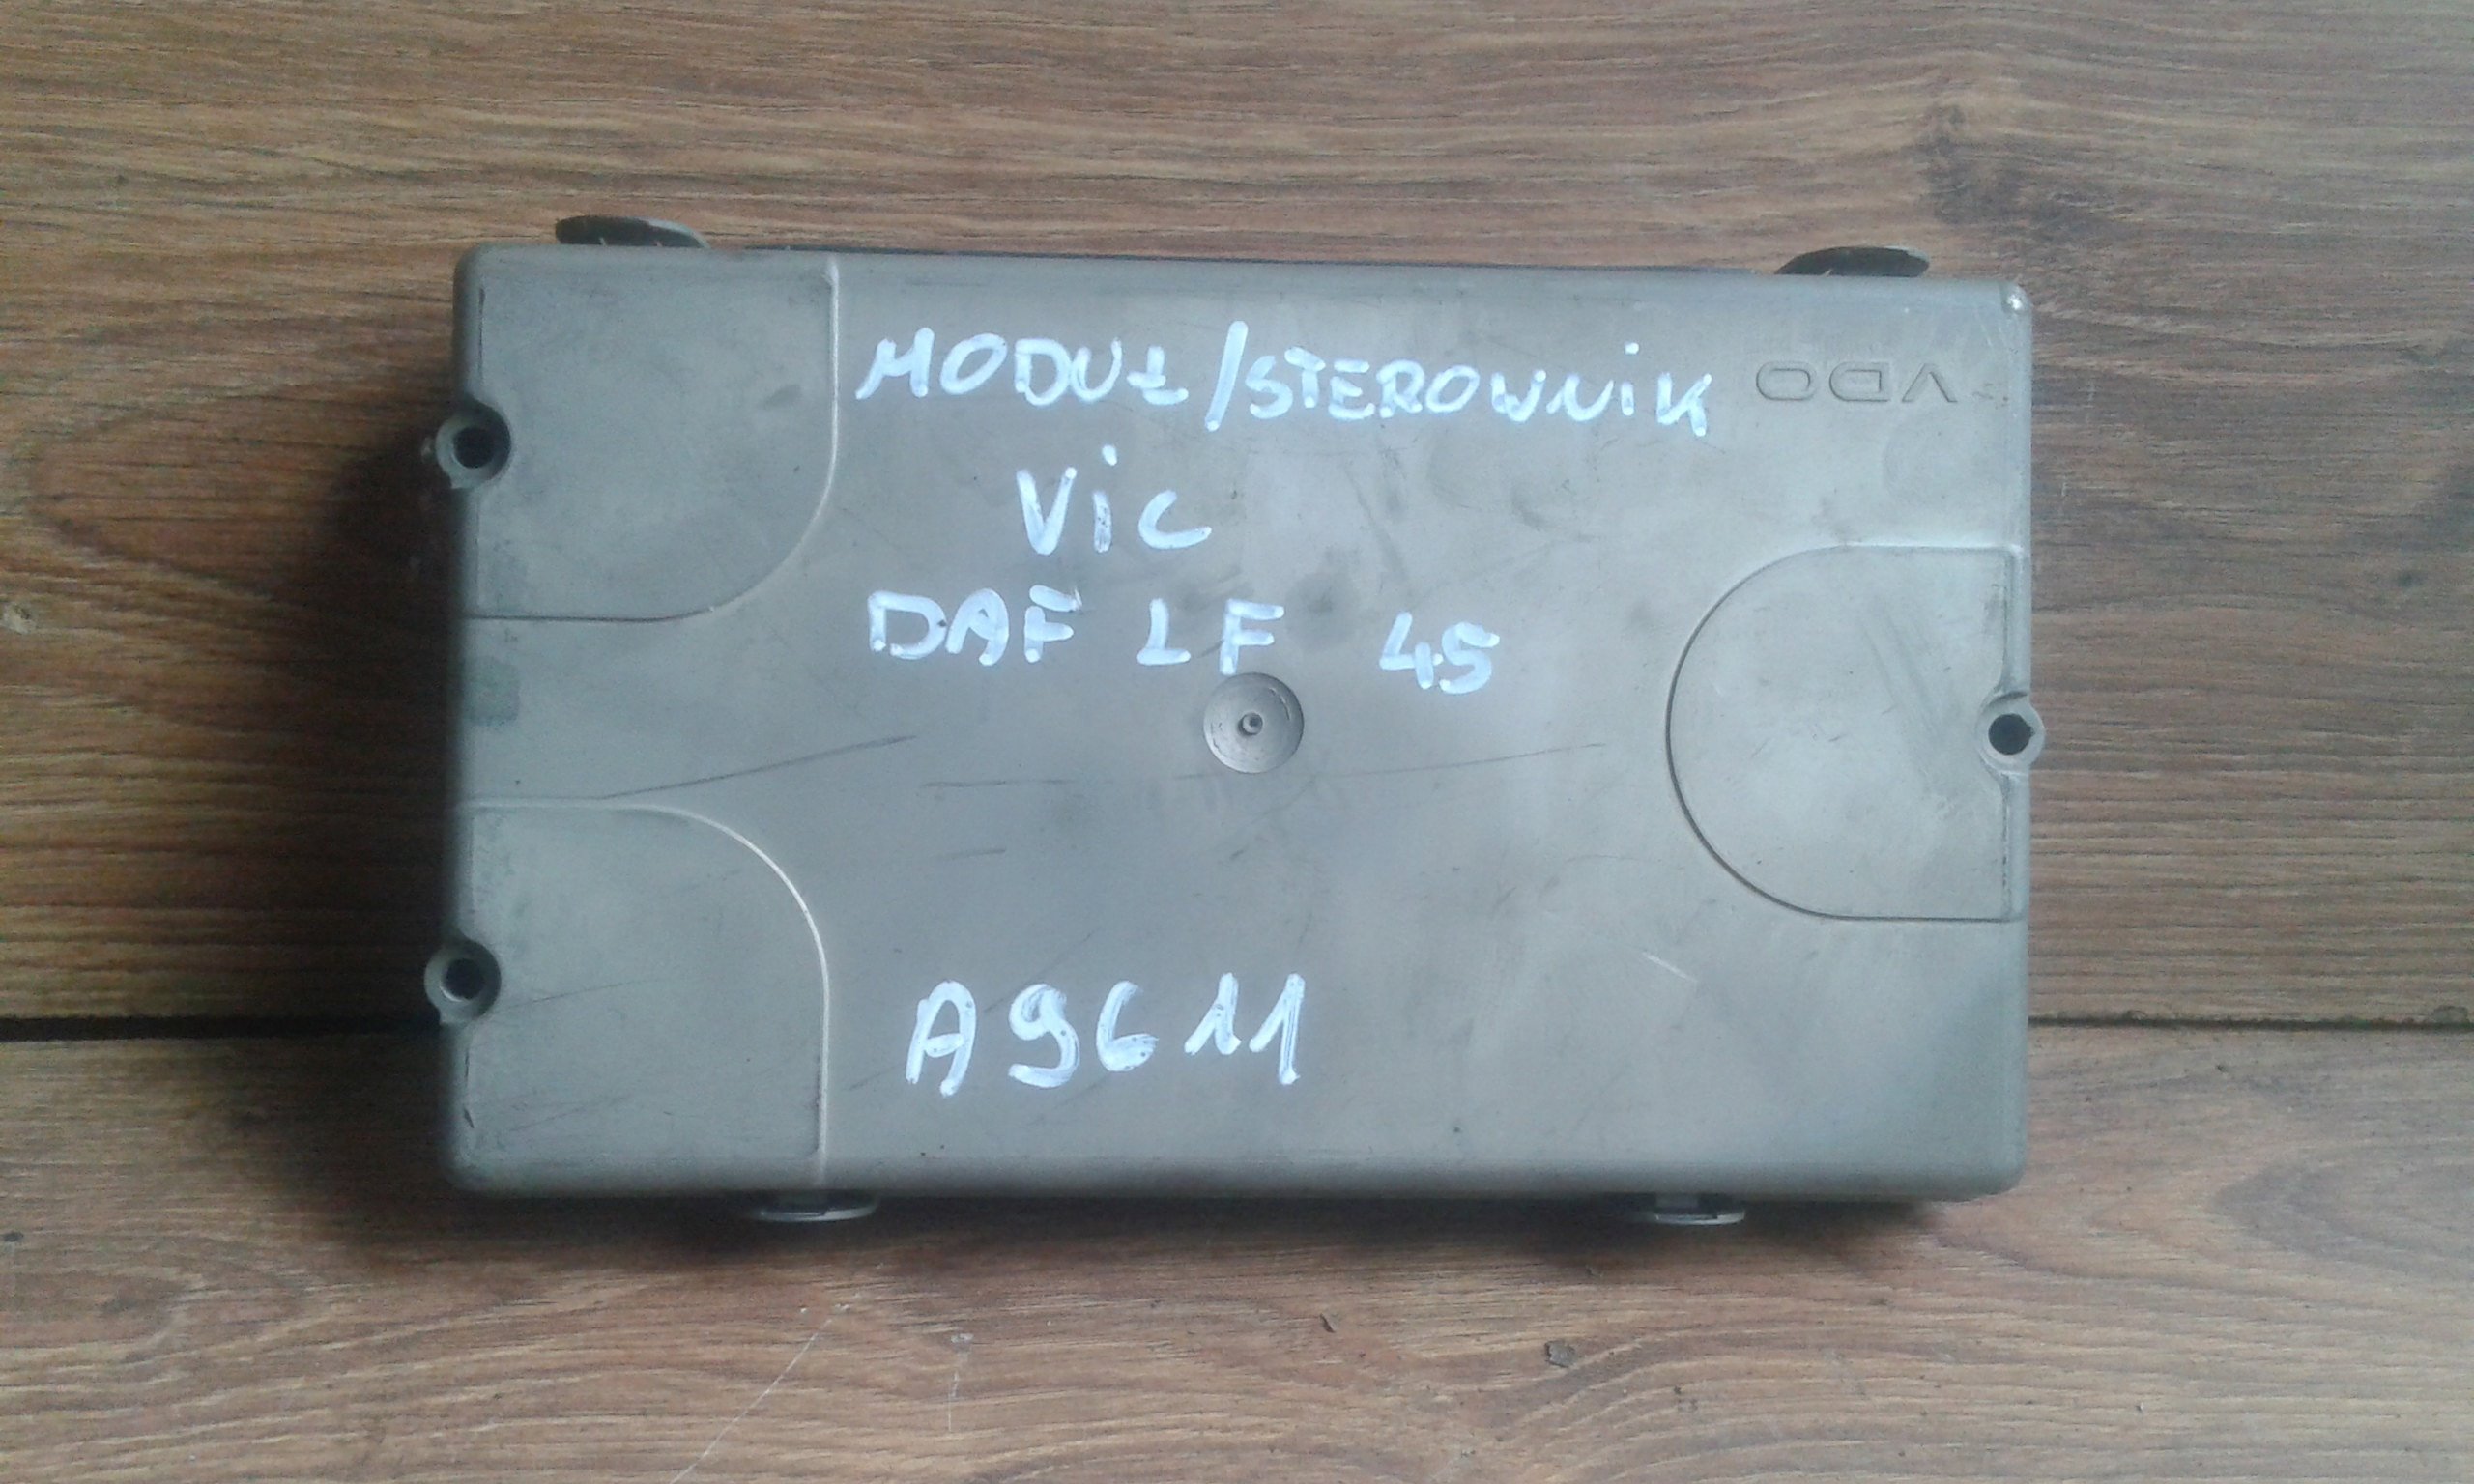 MODUŁ/STEROWNiK
VDO
ViC
DAF LF 45
A9611